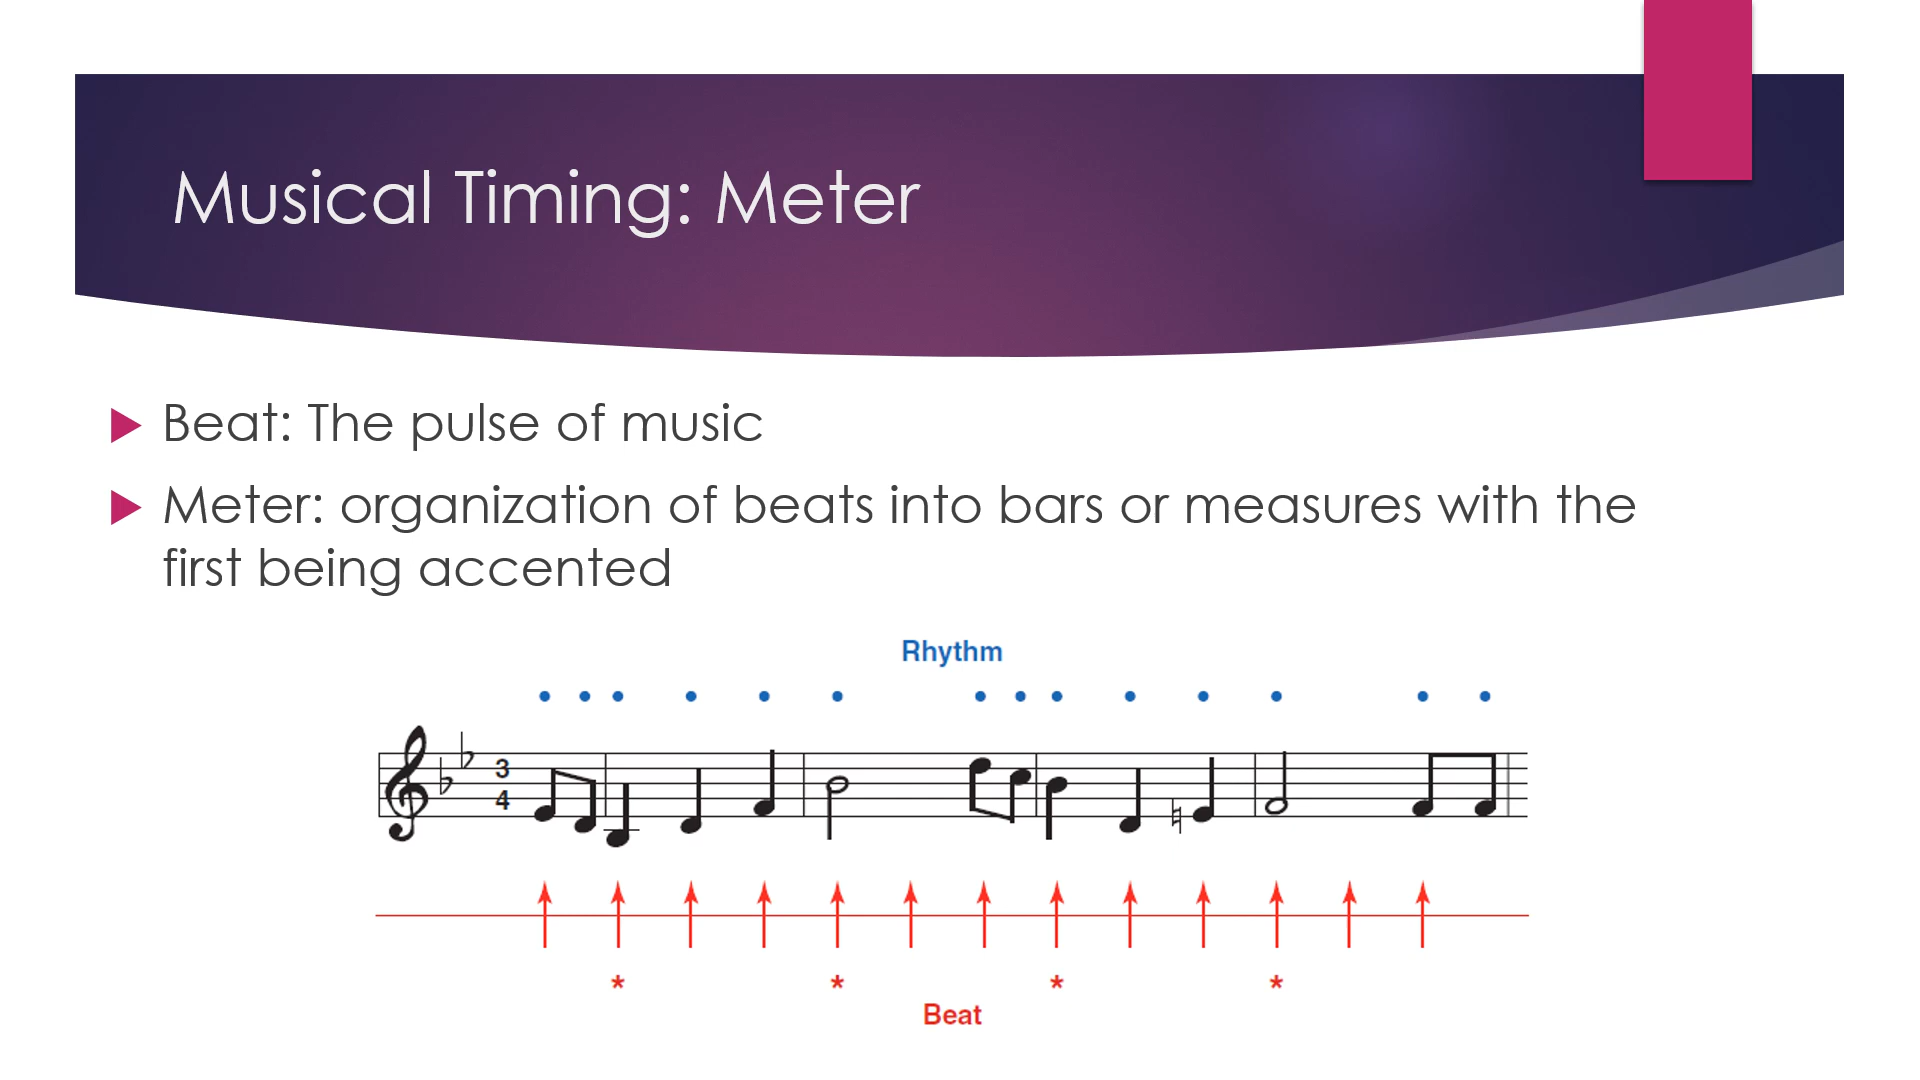 Musical Timing: Meter
Beat: The pulse of music
Meter: organization of beats into bars or measures with the
first being accented
Rhythm
3
4
* * * *
Beat